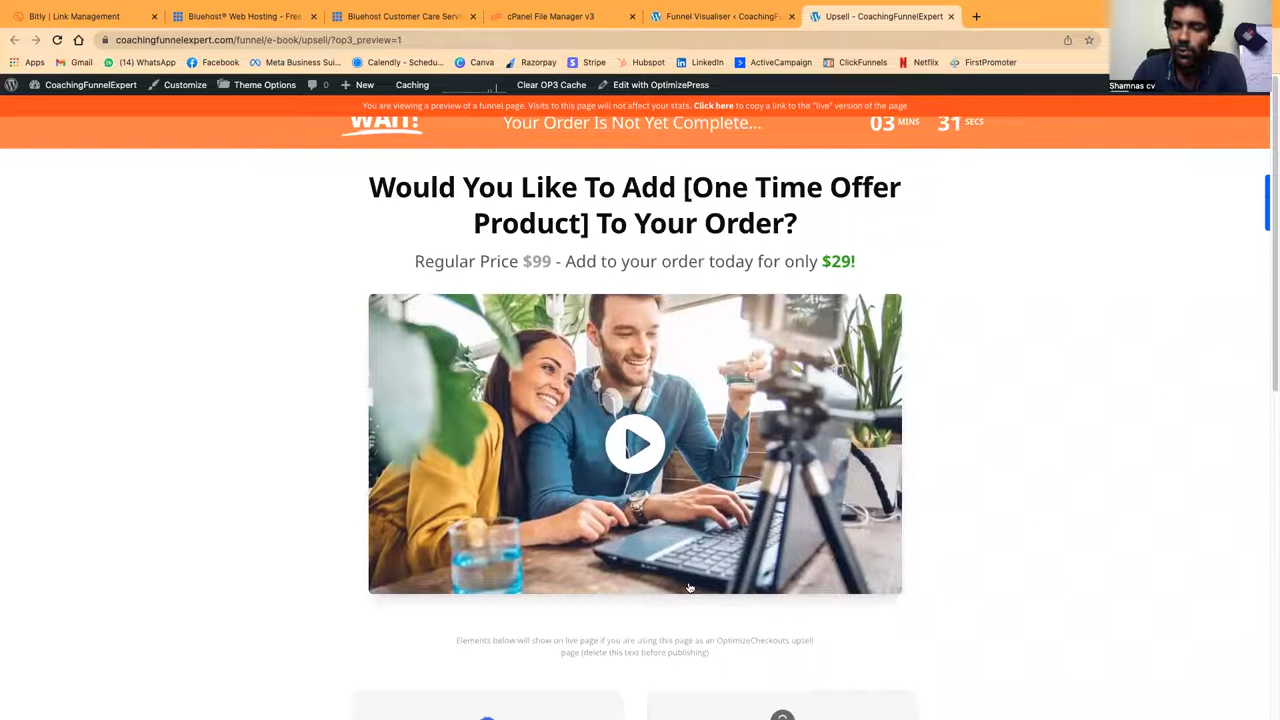 Bitly | Link Management
Bluehost® Web Hosting - Free
Bluehost Customer Care Servi
cPanel File Manager v3
Funnel Visualiser ‹ CoachingF
Upsell - CoachingFunnelExpert
coachingfunnelexpert.com/funnel/e-book/upsell/?op3_preview=1
Apps
Gmail
(14) WhatsApp
Facebook
Meta Business Sui...
Calendly - Schedu...
Canva
Razorpay
Stripe
Hubspot
LinkedIn
ActiveCampaign
ClickFunnels
Netflix
FirstPromoter
Shamnas cv
CoachingFunnelExpert
Customize
Theme Options
0
New
Caching
Clear OP3 Cache
Edit with OptimizePress
You are viewing a preview of a funnel page. Visits to this page will not affect your stats. Click here to copy a link to the "live" version of the page
WAIT!
Your Order Is Not Yet Complete...
03 MINS 31 SECS
Would You Like To Add [One Time Offer
Product] To Your Order?
Regular Price $99 - Add to your order today for only $29!
Elements below will show on live page if you are using this page as an OptimizeCheckouts upsell
page (delete this text before publishing)